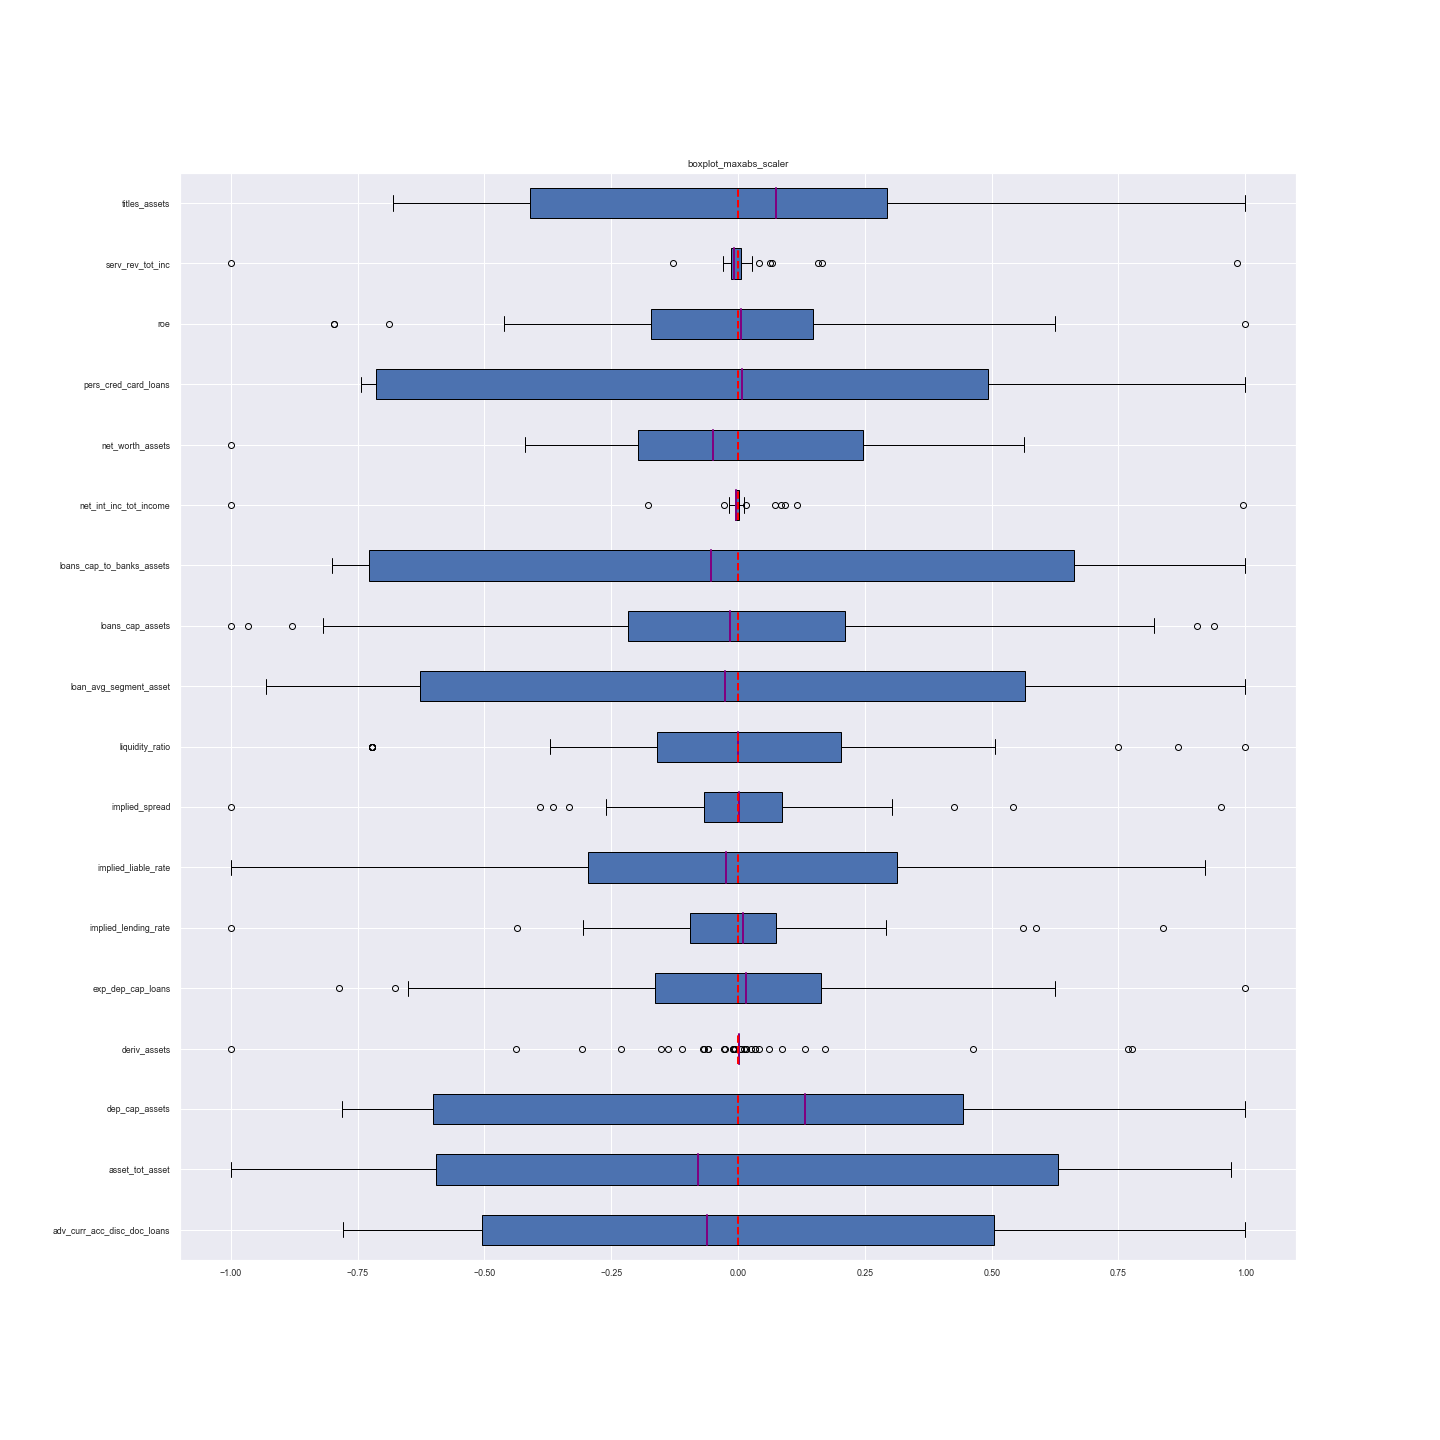 boxplot_maxabs_scaler
titles_assets
serv_rev_tot_inc
roe
pers_cred_card_loans
net_worth_assets
net_int_inc_tot_income
loans_cap_to_banks_assets
loans_cap_assets
loan_avg_segment_asset
liquidity_ratio
implied_spread
implied_liable_rate
implied_lending_rate
exp_dep_cap_loans
deriv_assets
dep_cap_assets
asset_tot_asset
adv_curr_acc_disc_doc_loans
−1.00 −0.75 −0.50 −0.25 0.00 0.25 0.50 0.75 1.00